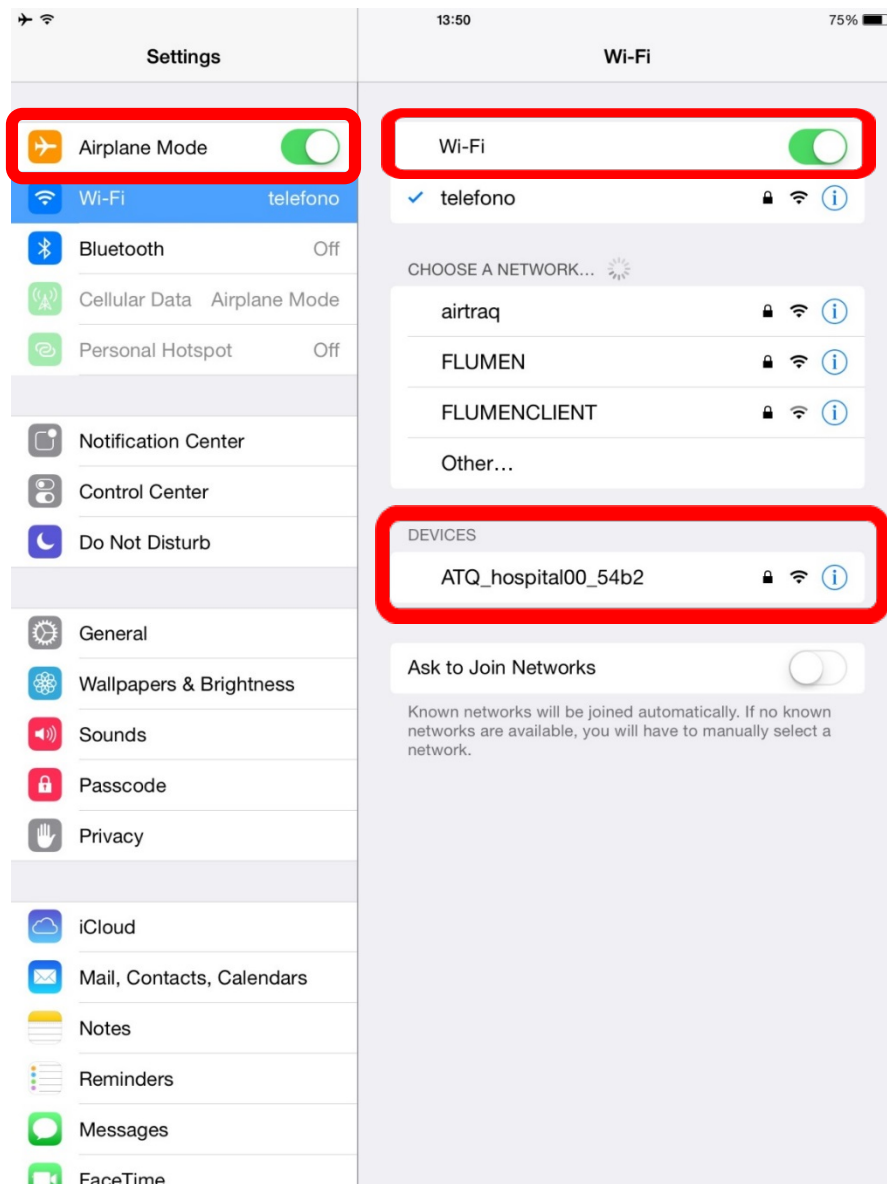 13:50
75%
Settings
Airplane Mode
Wi-Fi telefono
Bluetooth Off
Cellular Data Airplane Mode
Personal Hotspot Off
Notification Center
Control Center
Do Not Disturb
General
Wallpapers & Brightness
Sounds
Passcode
Privacy
iCloud
Mail, Contacts, Calendars
Notes
Reminders
Messages
FaceTime
Wi-Fi
Wi-Fi
telefono
CHOOSE A NETWORK...
airtraq
FLUMEN
FLUMENCLIENT
Other...
DEVICES
ATQ_hospital00_54b2
Ask to Join Networks
Known networks will be joined automatically. If no known
networks are available, you will have to manually select a
network.